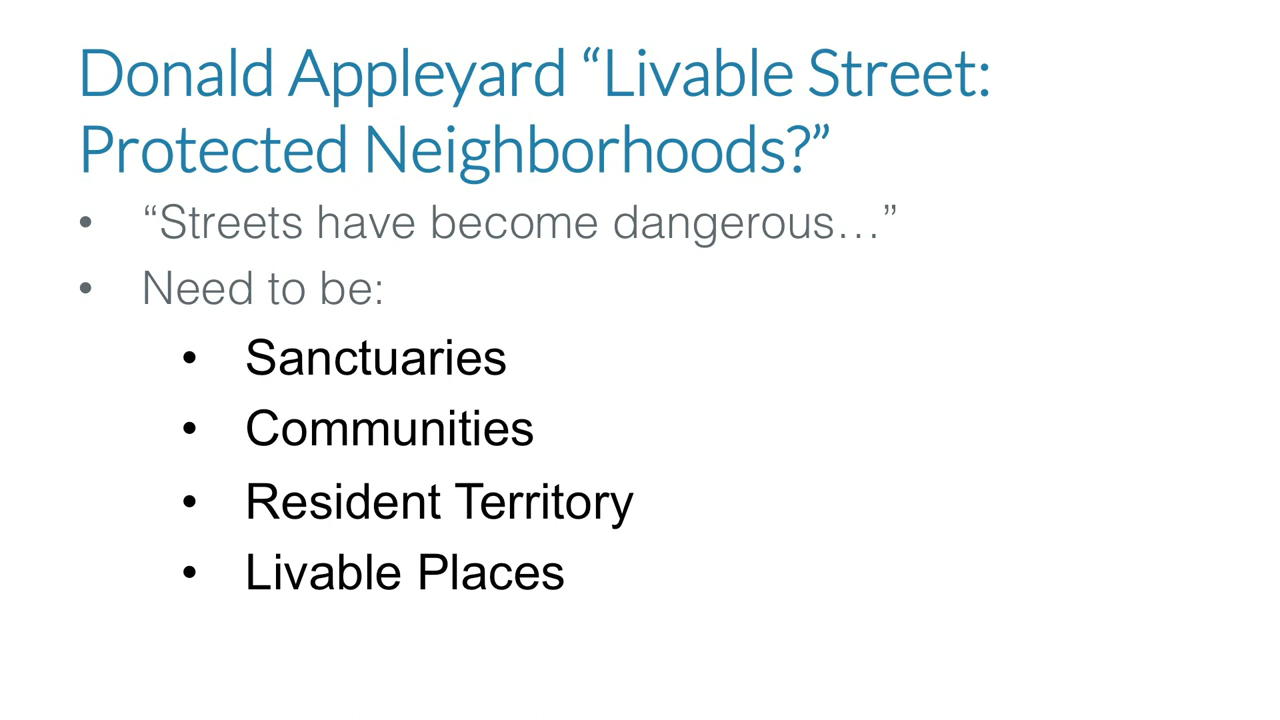 Donald Appleyard “Livable Street:
Protected Neighborhoods?”
• “Streets have become dangerous…”
• Need to be:
• Sanctuaries
• Communities
• Resident Territory
• Livable Places